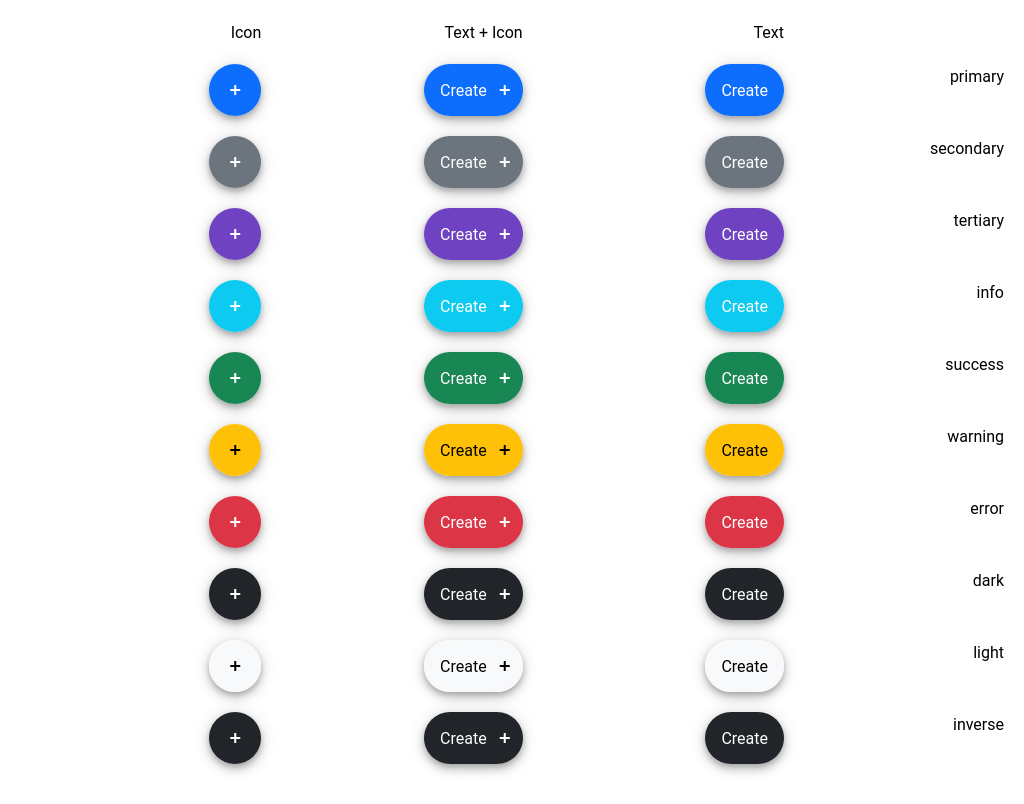 Icon Text + Icon Text
+ Create + Create primary
+ Create + Create secondary
+ Create + Create tertiary
+ Create + Create info
+ Create + Create success
+ Create + Create warning
+ Create + Create error
+ Create + Create dark
+ Create + Create light
+ Create + Create inverse